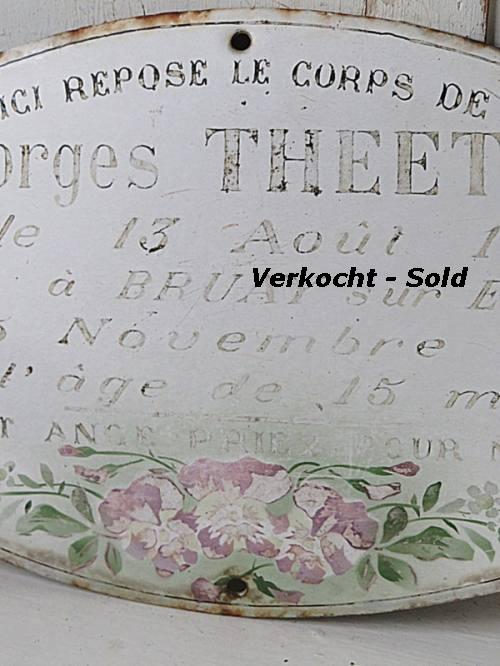 ICI REPOSE LE CORPS DE
orges THEET
le 13 Août 1
à BRUAY sur E
Verkocht - Sold
Novembre
l'âge de 15 m
T ANGE PRIEZ POUR N